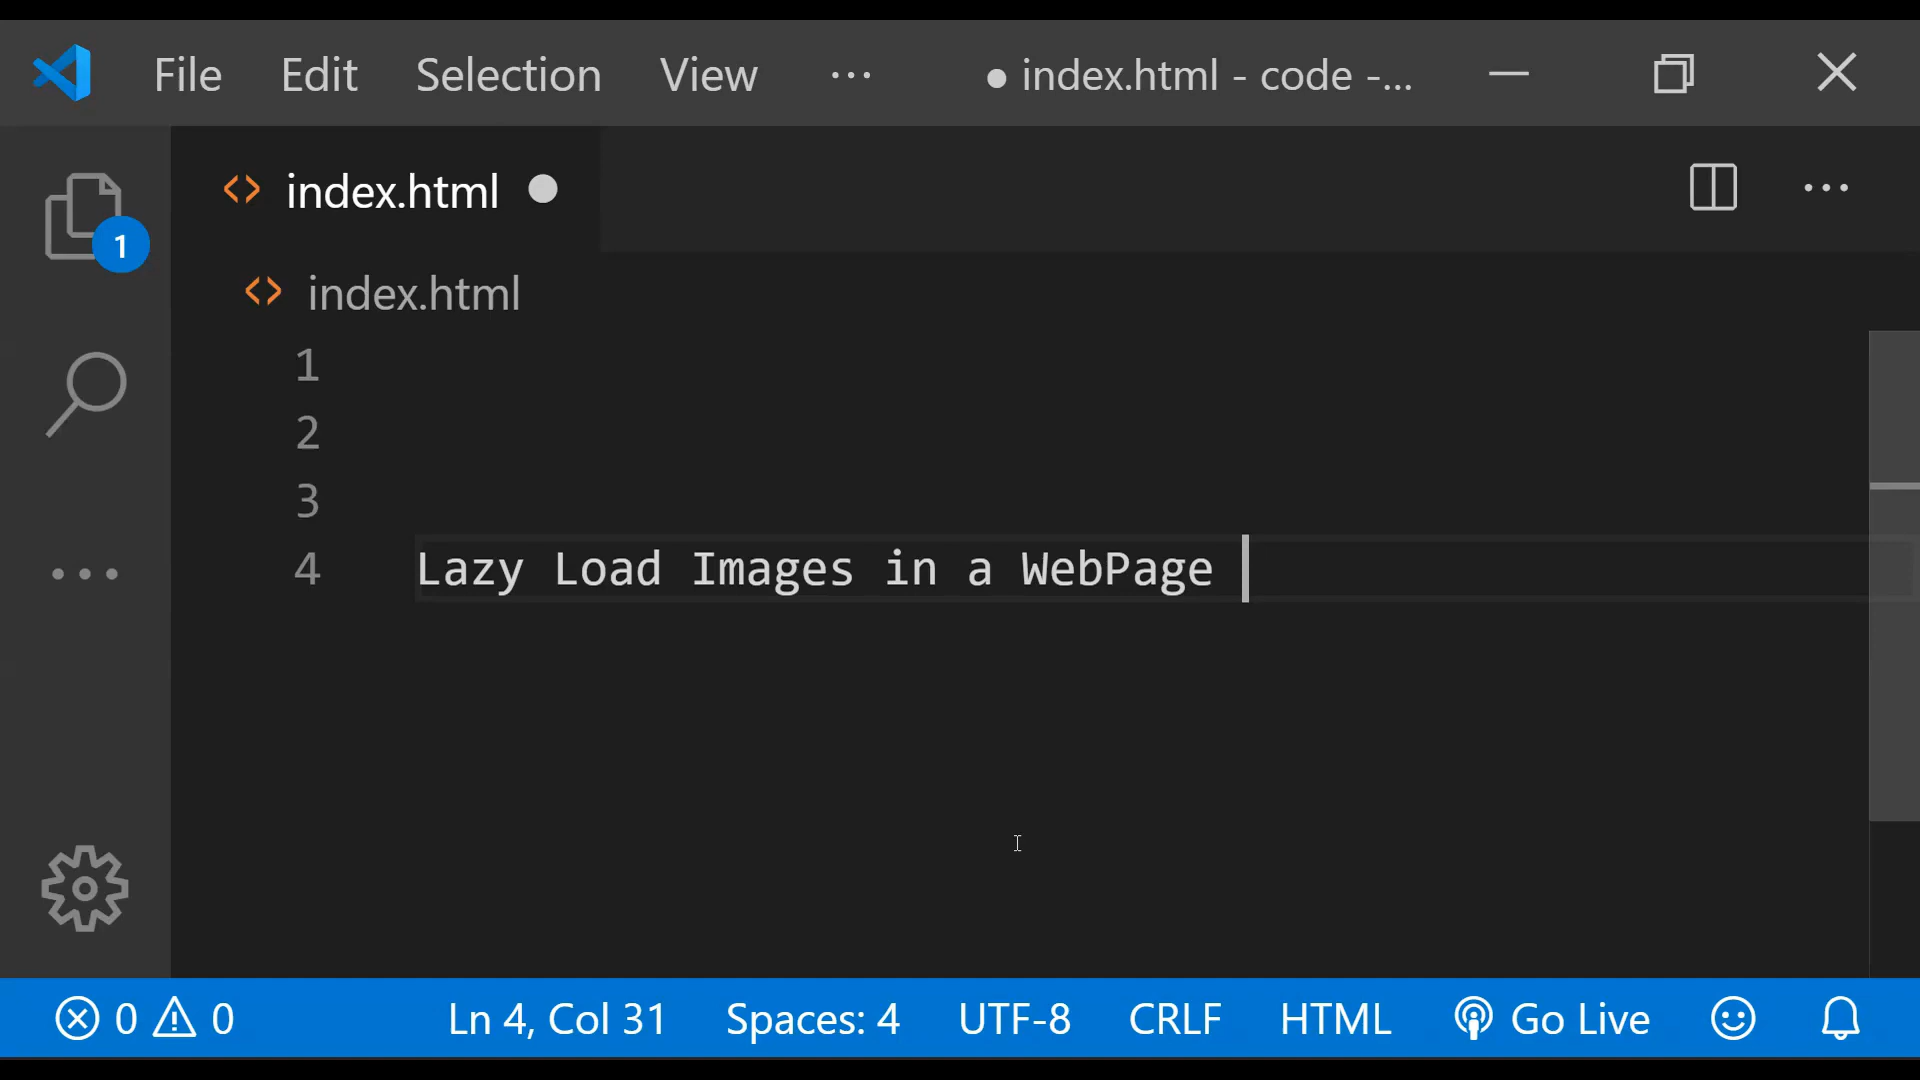 File Edit Selection View ··· ● index.html - code -...
index.html
1
index.html
1
2
3
4 Lazy Load Images in a WebPage
0 0 Ln 4, Col 31 Spaces: 4 UTF-8 CRLF HTML Go Live